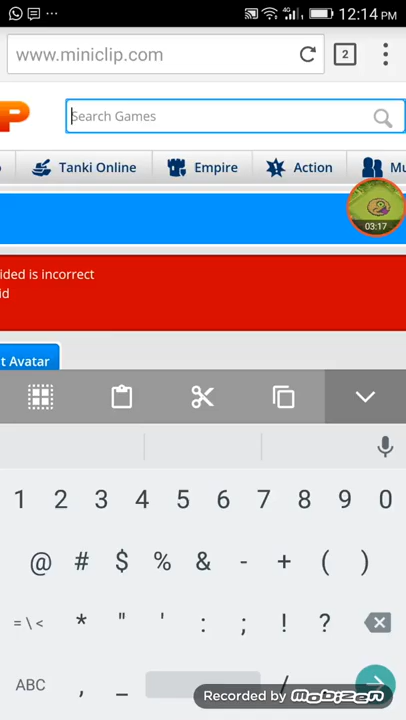 12:14 PM
www.miniclip.com
2
P
Search Games
Tanki Online Empire Action Mu
03:17
ided is incorrect
id
t Avatar
1 2 3 4 5 6 7 8 9 0
@ # $ % & - + ( )
= \ < * " ' : ; ! ?
ABC , _ /
Recorded by Mobizen